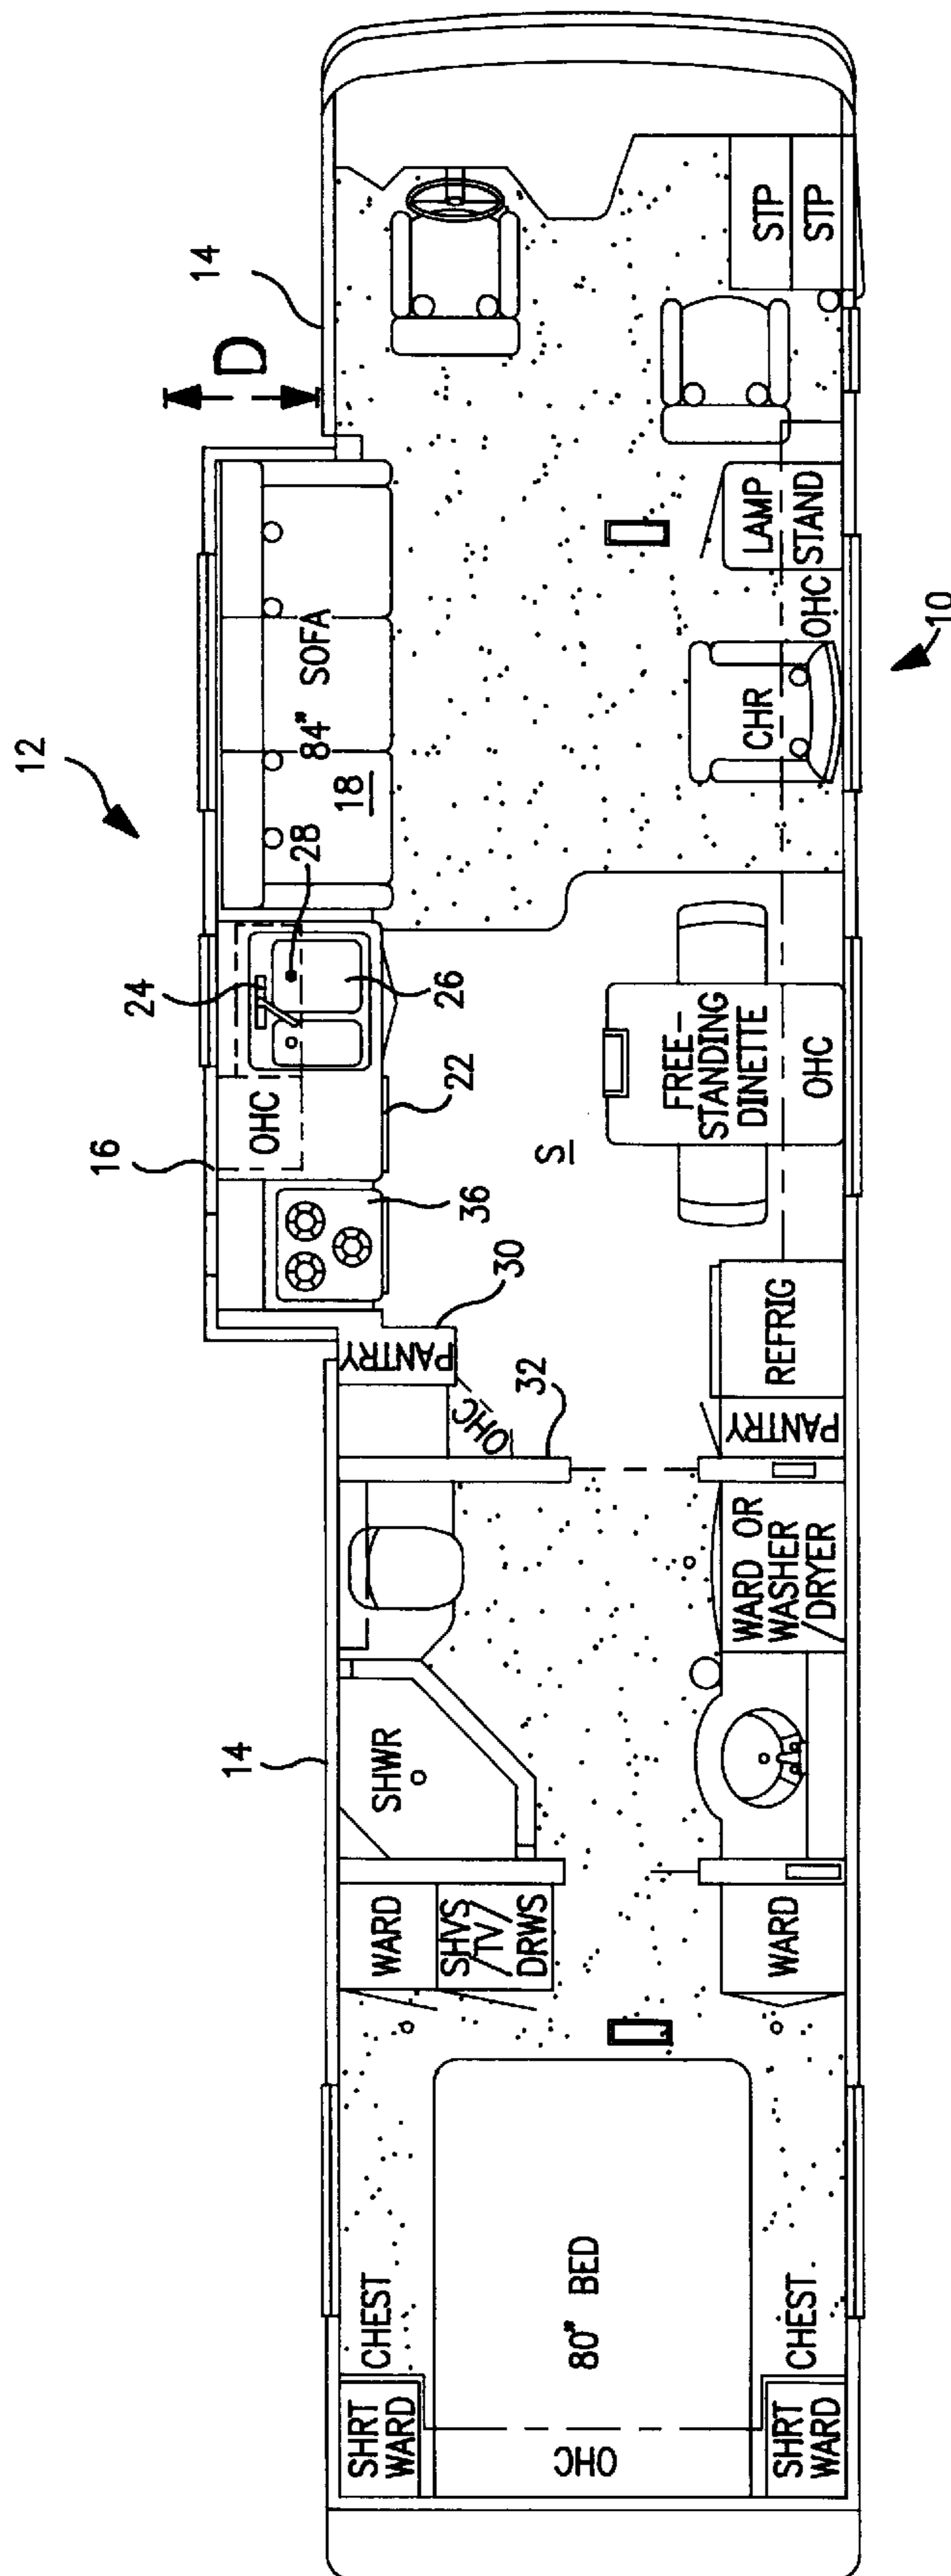 12
14
14
D
16
24
28
OHC
84" SOFA
18
26
22
36
30
PANTRY
OHC
32
S
SHWR
WARD
SHVS
/TV/
DRWS
SHRT
WARD
CHEST
OHC
80" BED
SHRT
WARD
CHEST
WARD
WARD OR
WASHER
/DRYER
PANTRY
REFRIG
FREE-
STANDING
DINETTE
OHC
CHR
OHC
LAMP
STAND
STP
STP
10